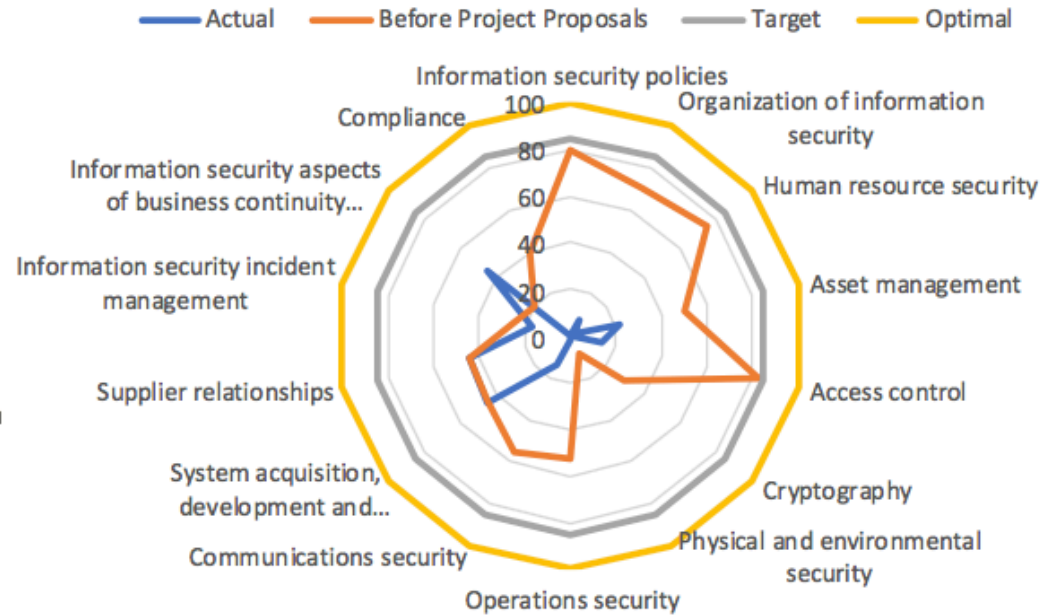 Actual Before Project Proposals Target Optimal
Information security policies
Organization of information
security
Human resource security
Asset management
Access control
Cryptography
Physical and environmental
security
Operations security
Communications security
System acquisition,
development and...
Supplier relationships
Information security incident
management
Information security aspects
of business continuity...
Compliance
100
80
60
40
20
0